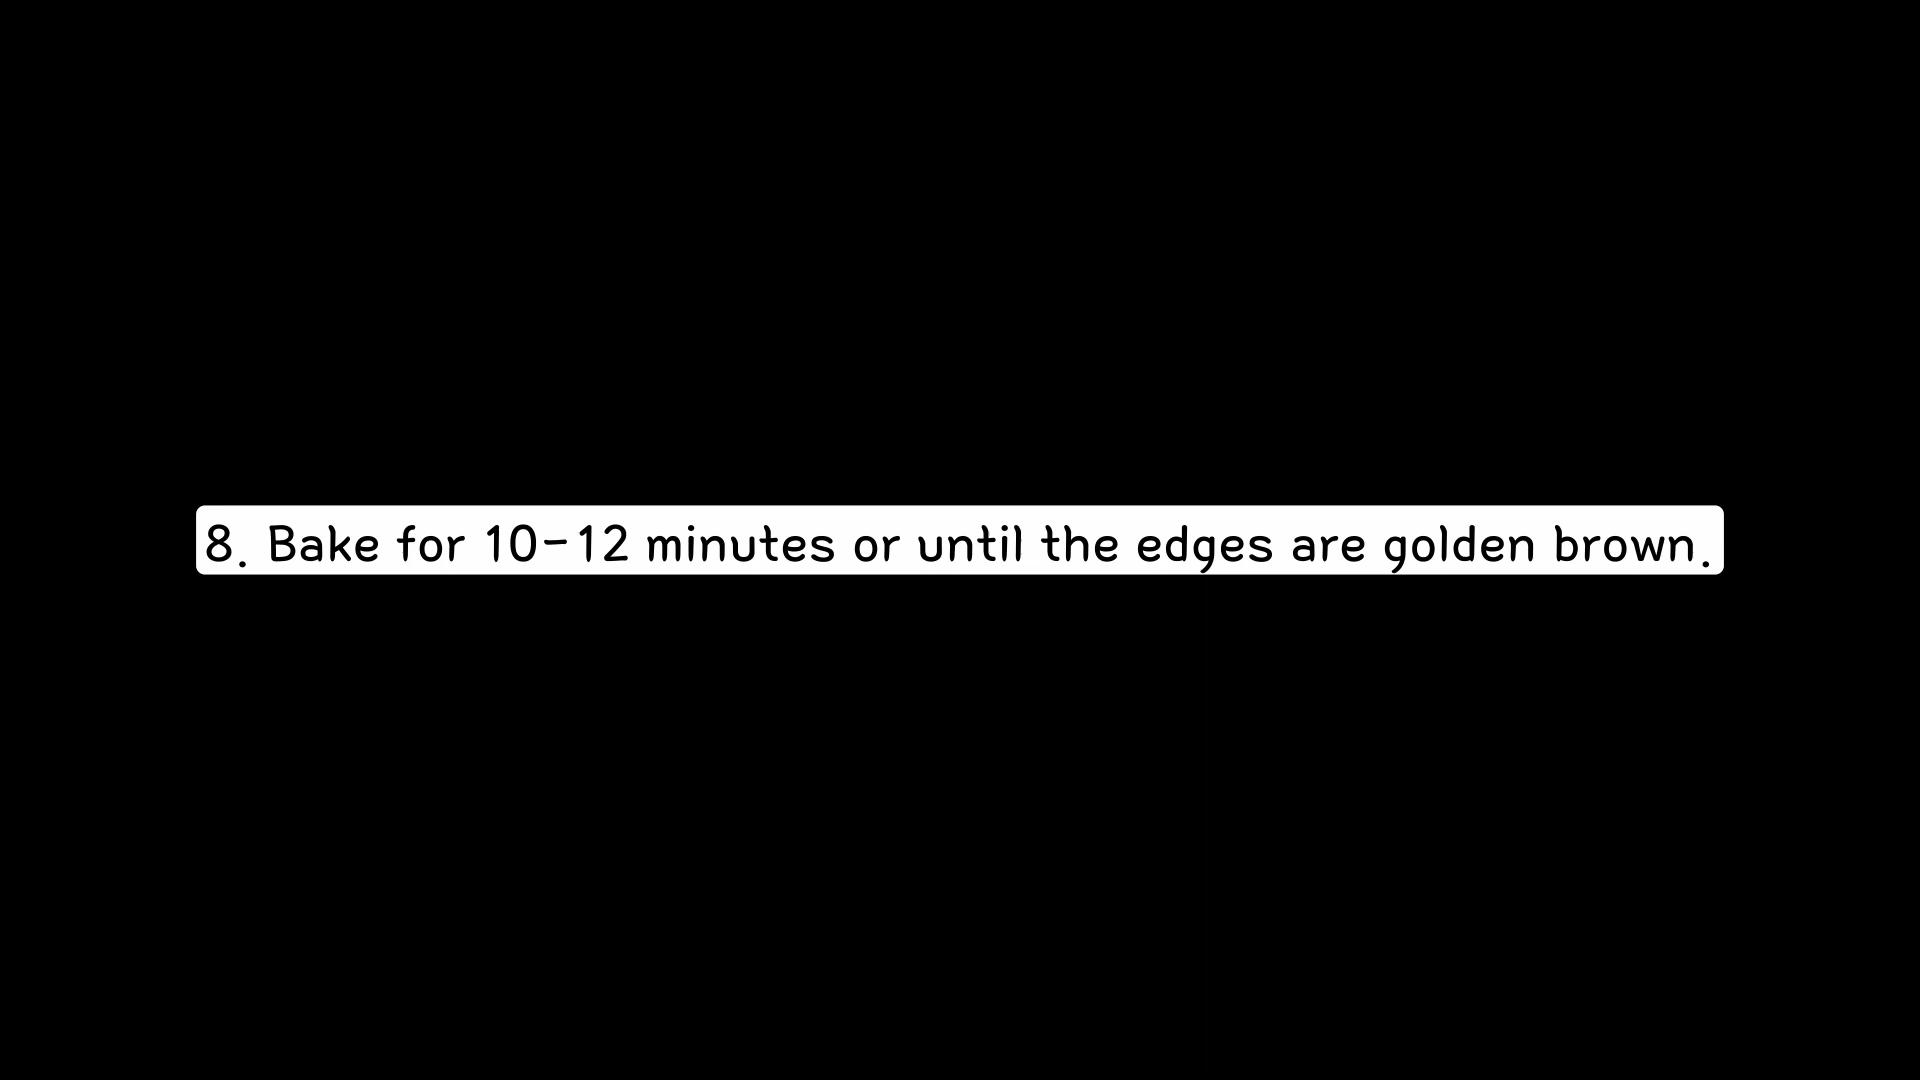 8. Bake for 10-12 minutes or until the edges are golden brown.